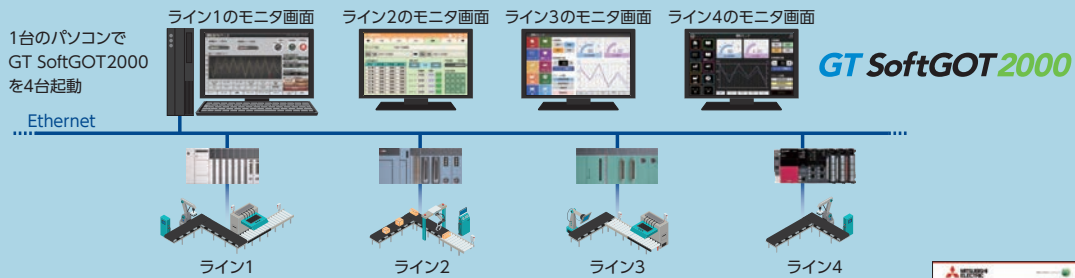 ライン1のモニタ画面
ライン2のモニタ画面
ライン3のモニタ画面
ライン4のモニタ画面
1台のパソコンで
GT SoftGOT2000
を4台起動
GT SoftGOT2000
Ethernet
ライン1
ライン2
ライン3
ライン4
MITSUBISHI
ELECTRIC